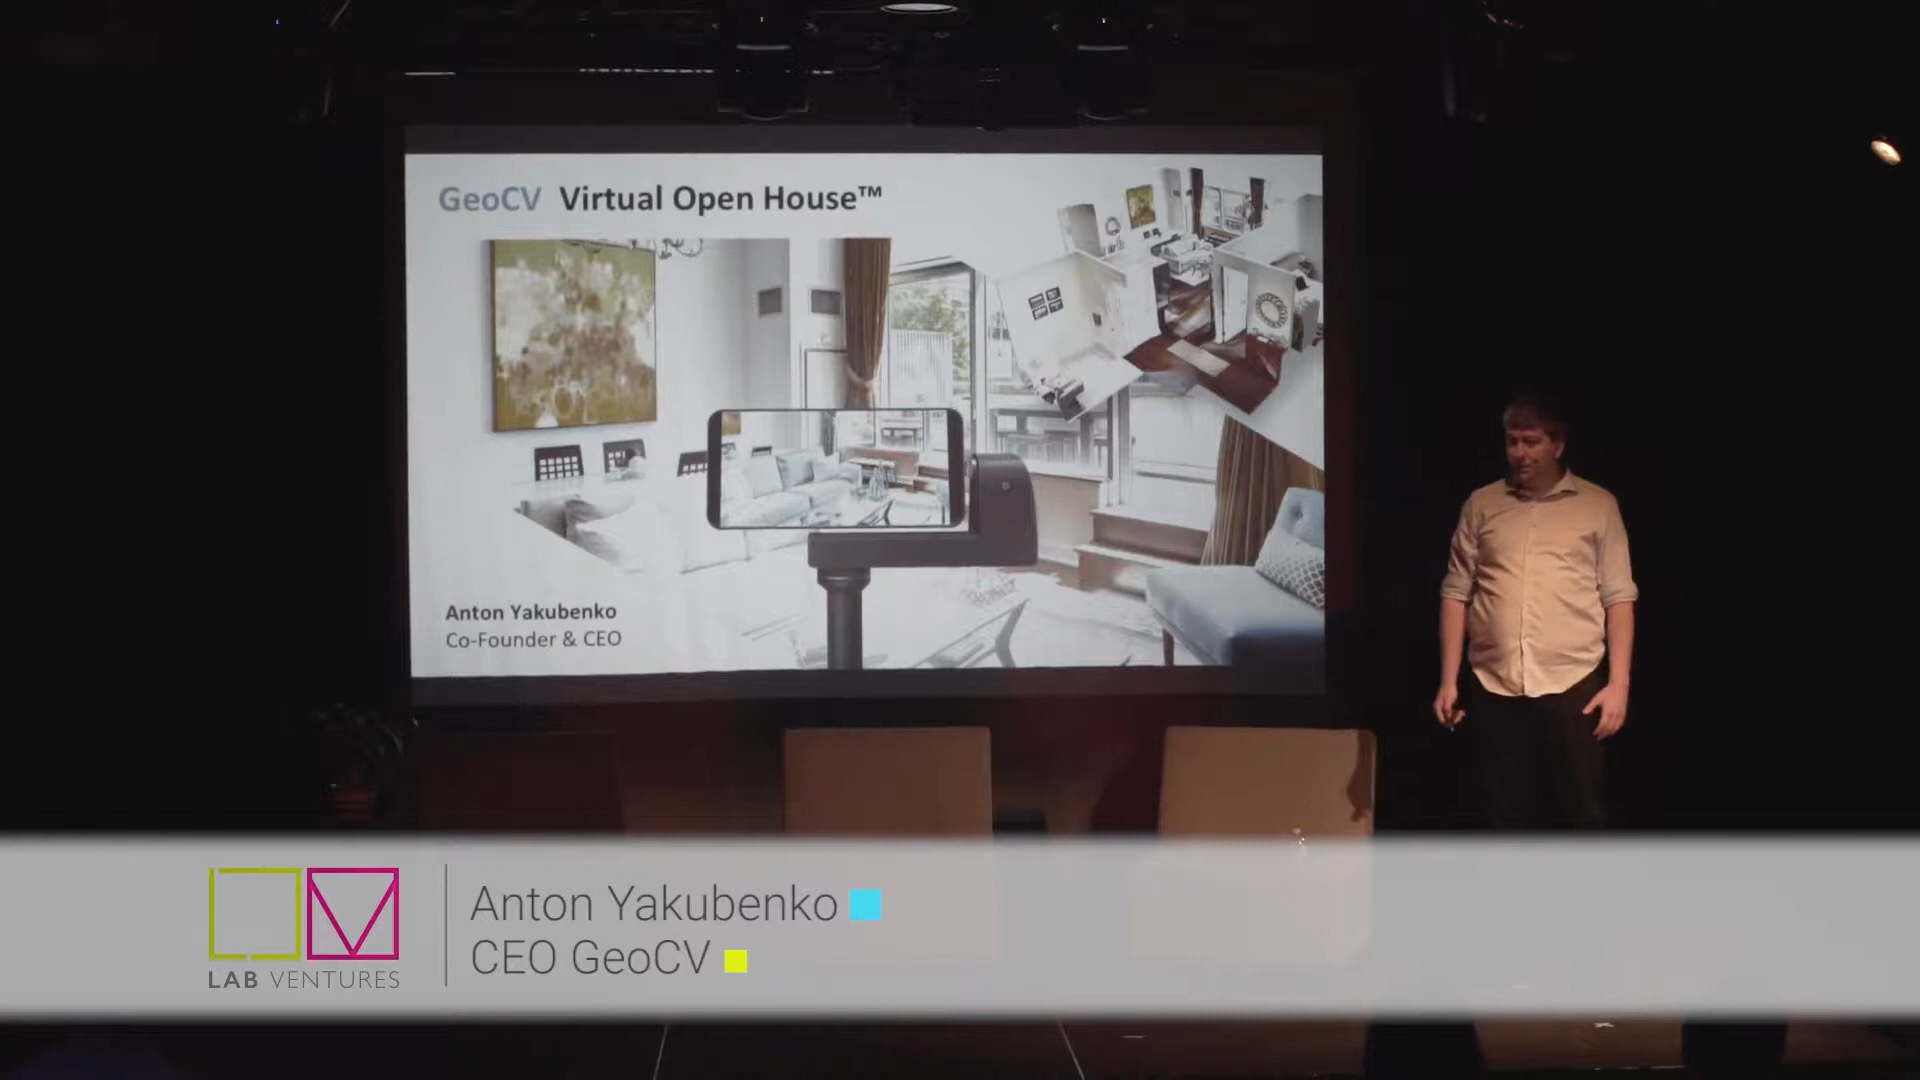 GeoCV Virtual Open House™
Anton Yakubenko
Co-Founder & CEO
LAB VENTURES
Anton Yakubenko
CEO GeoCV